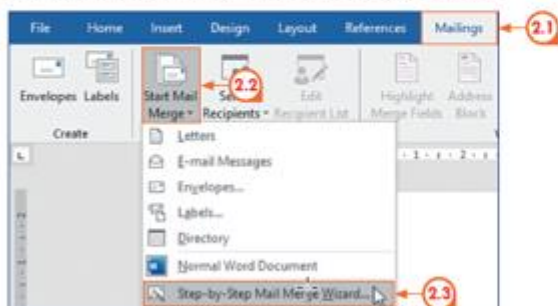 File Home Insert Design Layout References Mailings 2.1
2.2
Envelopes Labels Start Mail Merge Recipients Edit Recipient List Highlight Merge Fields Address Block
Create
Letters
E-mail Messages
Envelopes...
Labels...
Directory
Normal Word Document
Step-by-Step Mail Merge Wizard... 2.3